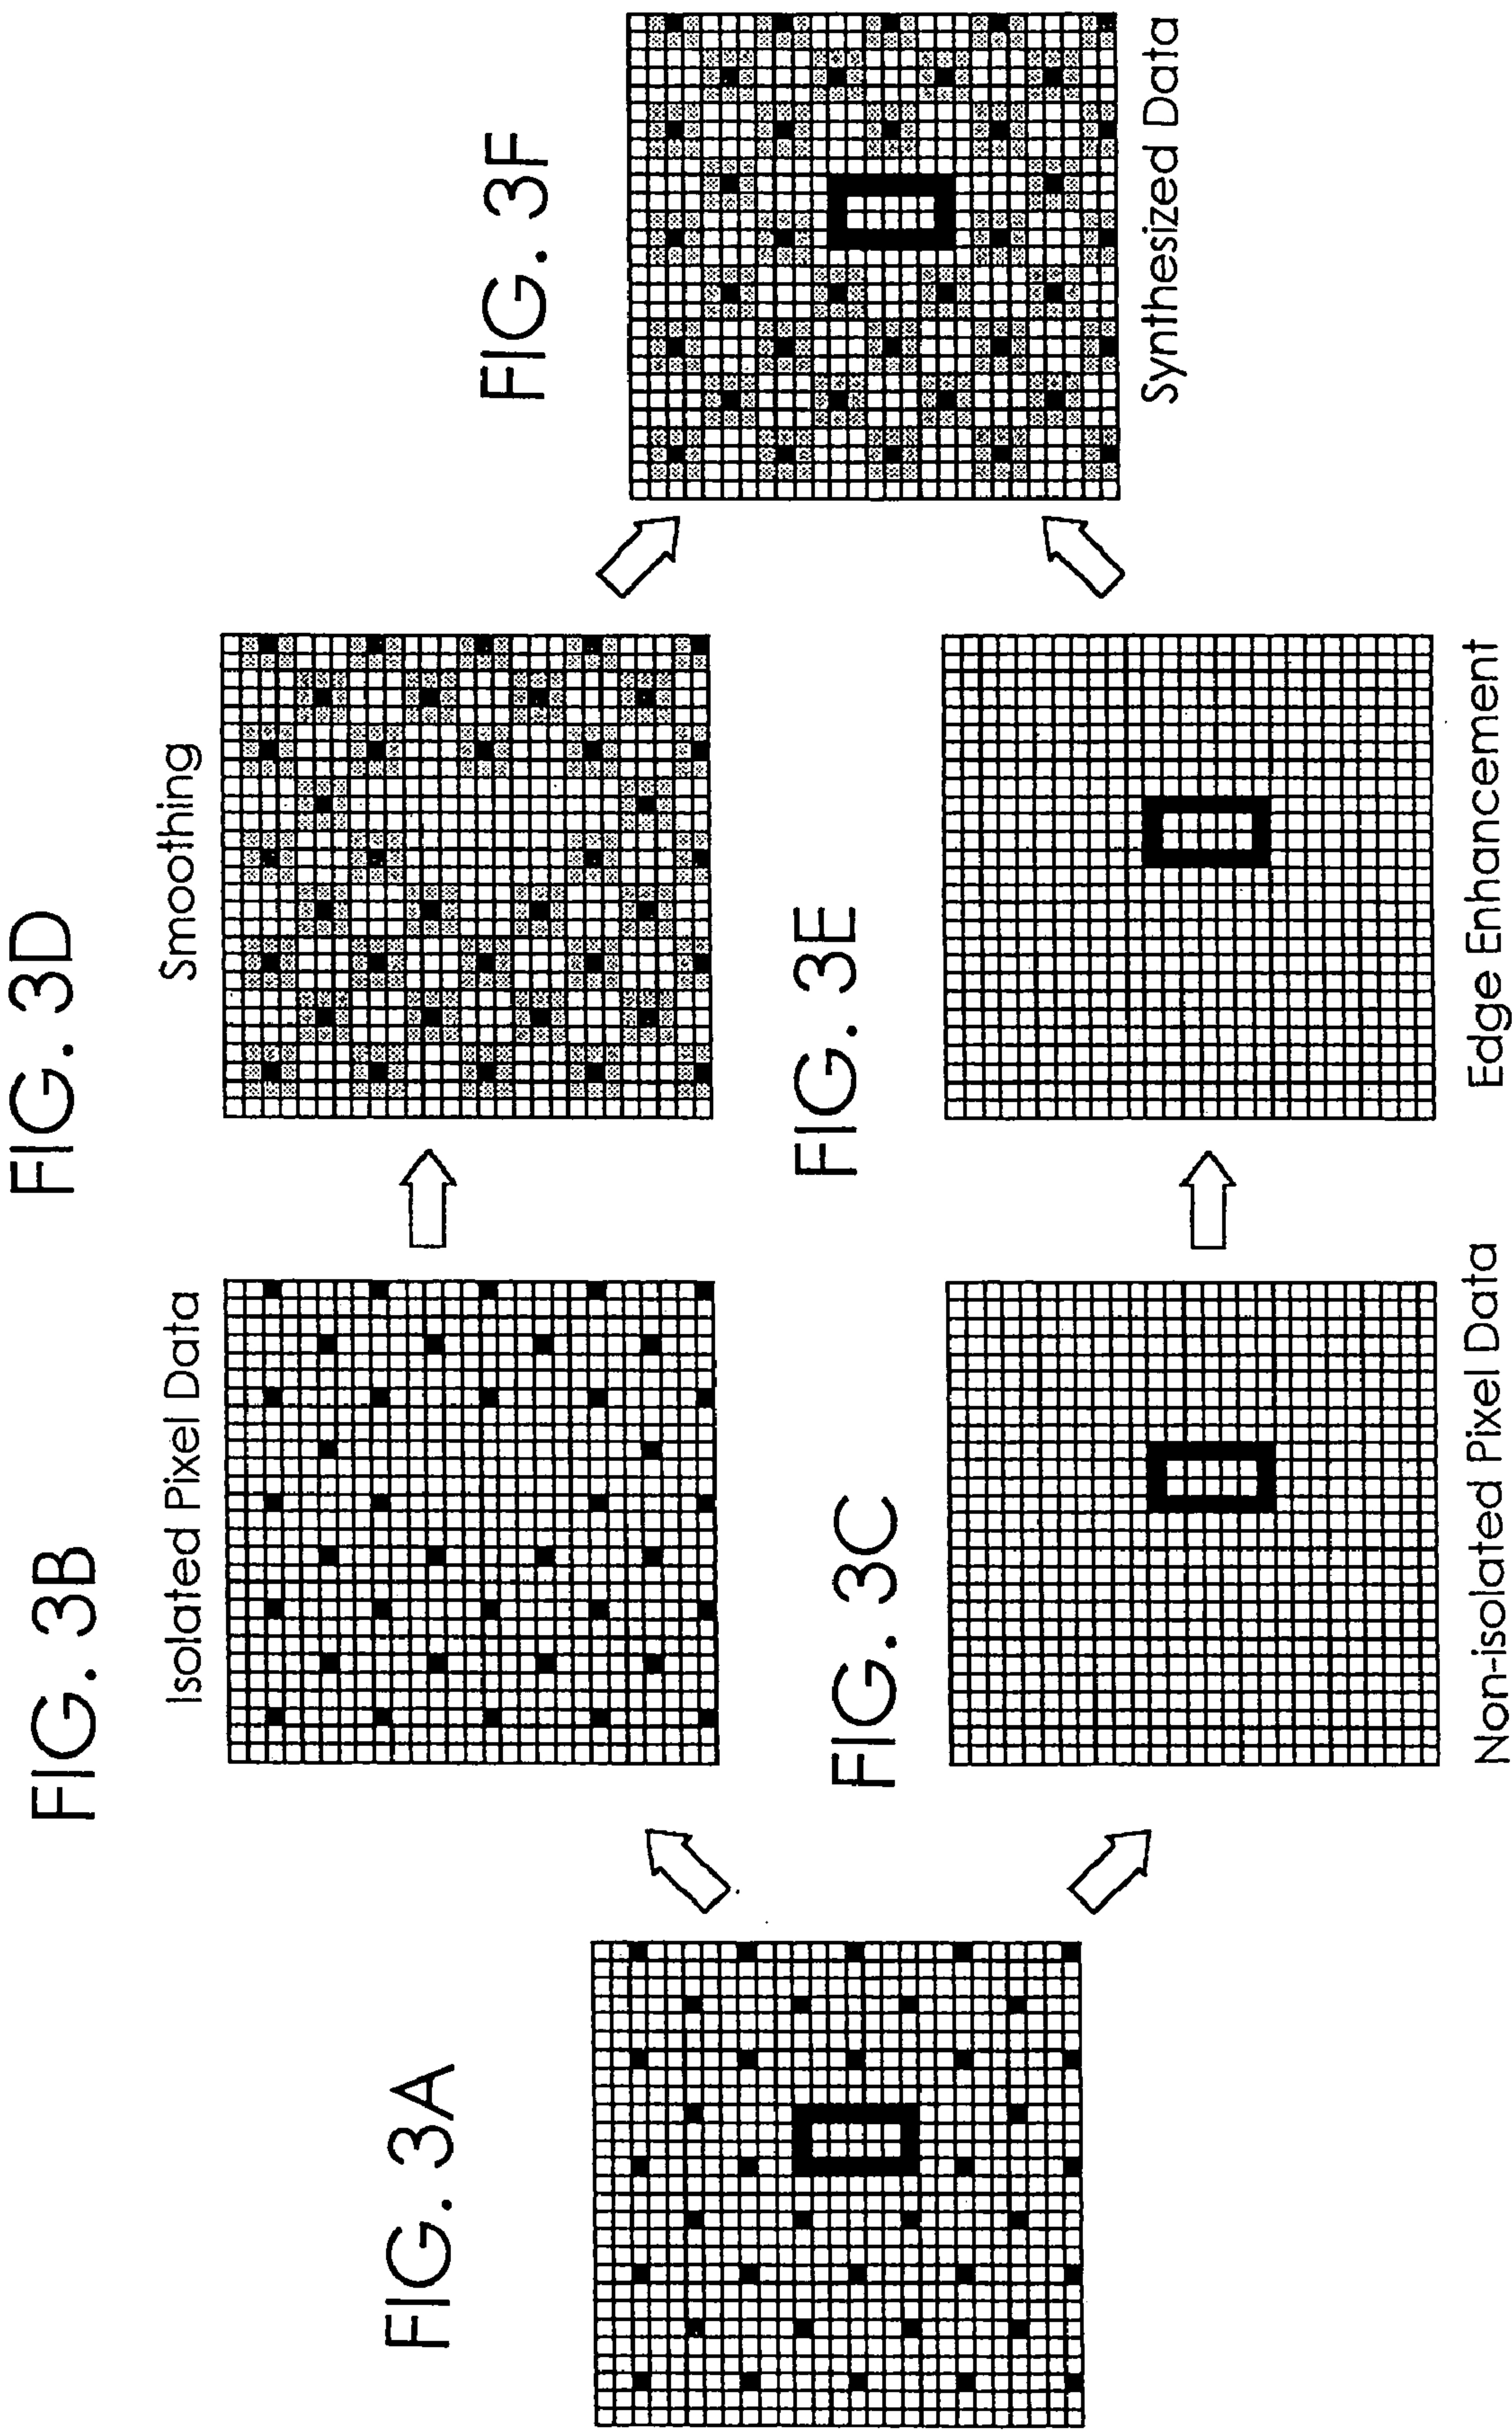 FIG. 3A
FIG. 3B
Isolated Pixel Data
FIG. 3C
Non-isolated Pixel Data
FIG. 3D
Smoothing
FIG. 3E
Edge Enhancement
FIG. 3F
Synthesized Data